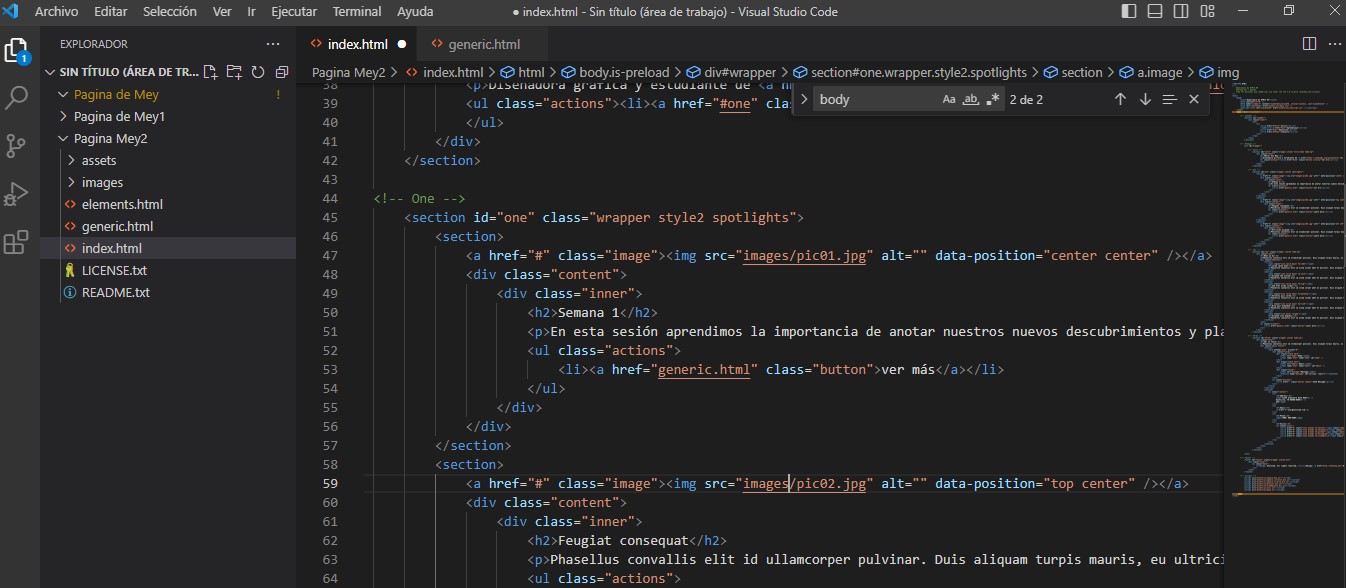 Archivo Editar Selección Ver Ir Ejecutar Terminal Ayuda
● index.html - Sin título (área de trabajo) - Visual Studio Code
EXPLORADOR ···
1
SIN TÍTULO (ÁREA DE TR...
Pagina de Mey !
Pagina de Mey1
Pagina Mey2
assets
images
elements.html
generic.html
index.html
LICENSE.txt
README.txt
index.html ●
generic.html
Pagina Mey2 > index.html > html > body.is-preload > div#wrapper > section#one.wrapper.style2.spotlights > section > a.image > img
body Aa ab .* 2 de 2
38 <p>Diseñadora gráfica y estudiante de <a h
39 <ul class="actions"><li><a href="#one" class=
40 </ul>
41 </div>
42 </section>
43
44 <!-- One -->
45 <section id="one" class="wrapper style2 spotlights">
46 <section>
47 <a href="#" class="image"><img src="images/pic01.jpg" alt="" data-position="center center" /></a>
48 <div class="content">
49 <div class="inner">
50 <h2>Semana 1</h2>
51 <p>En esta sesión aprendimos la importancia de anotar nuestros nuevos descubrimientos y pla
52 <ul class="actions">
53 <li><a href="generic.html" class="button">ver más</a></li>
54 </ul>
55 </div>
56 </div>
57 </section>
58 <section>
59 <a href="#" class="image"><img src="images/pic02.jpg" alt="" data-position="top center" /></a>
60 <div class="content">
61 <div class="inner">
62 <h2>Feugiat consequat</h2>
63 <p>Phasellus convallis elit id ullamcorper pulvinar. Duis aliquam turpis mauris, eu ultrici
64 <ul class="actions">